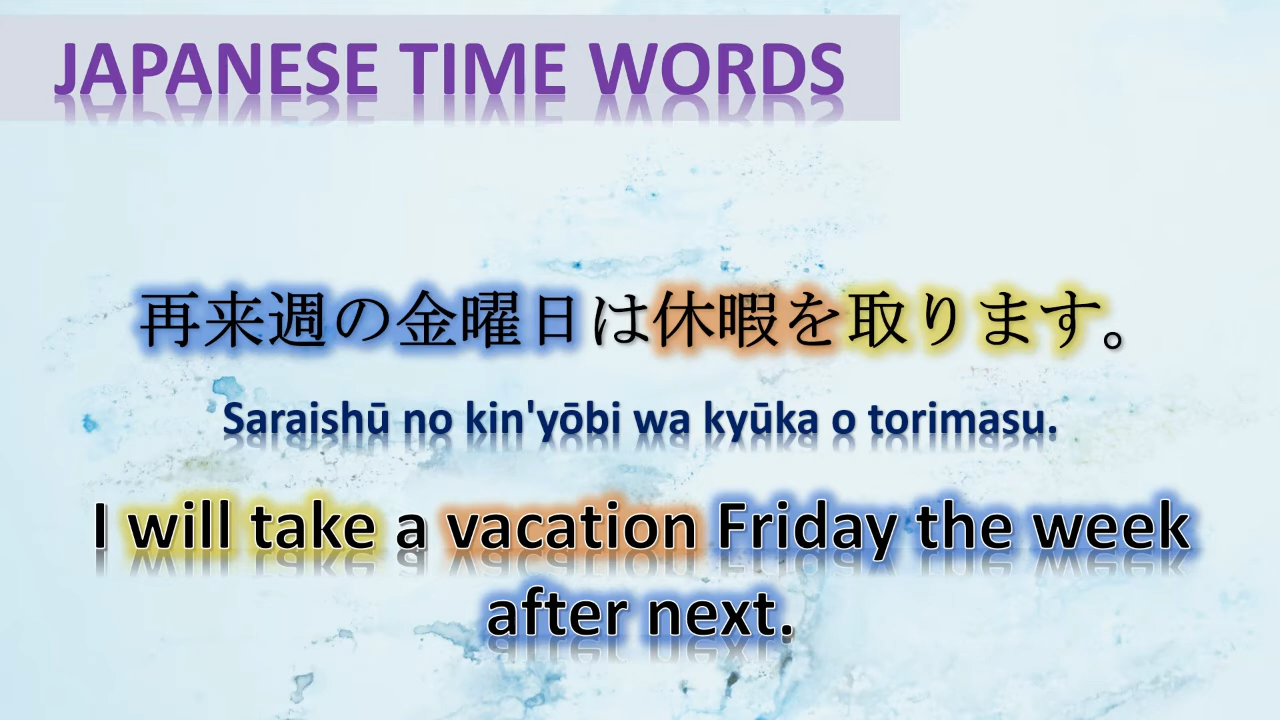 JAPANESE TIME WORDS
再来週の金曜日は休暇を取ります。
Saraishū no kin'yōbi wa kyūka o torimasu.
I will take a vacation Friday the week
after next.